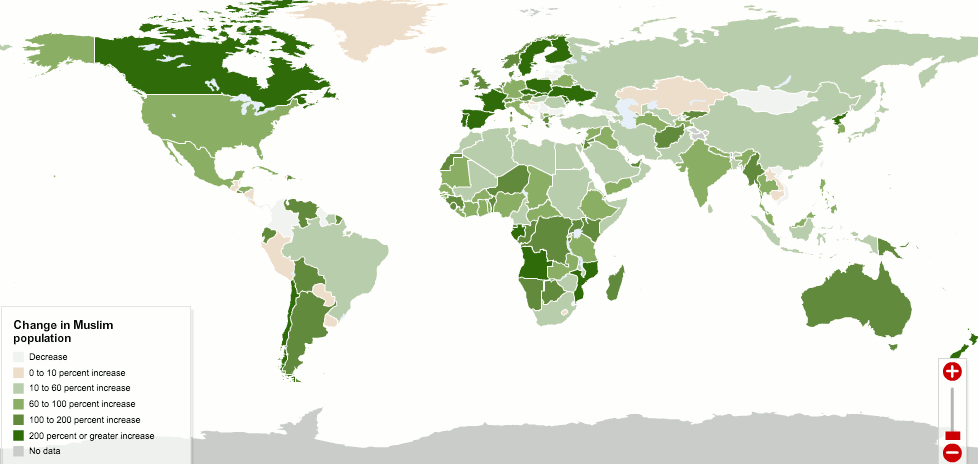 Change in Muslim
population
Decrease
0 to 10 percent increase
10 to 60 percent increase
60 to 100 percent increase
100 to 200 percent increase
200 percent or greater increase
No data